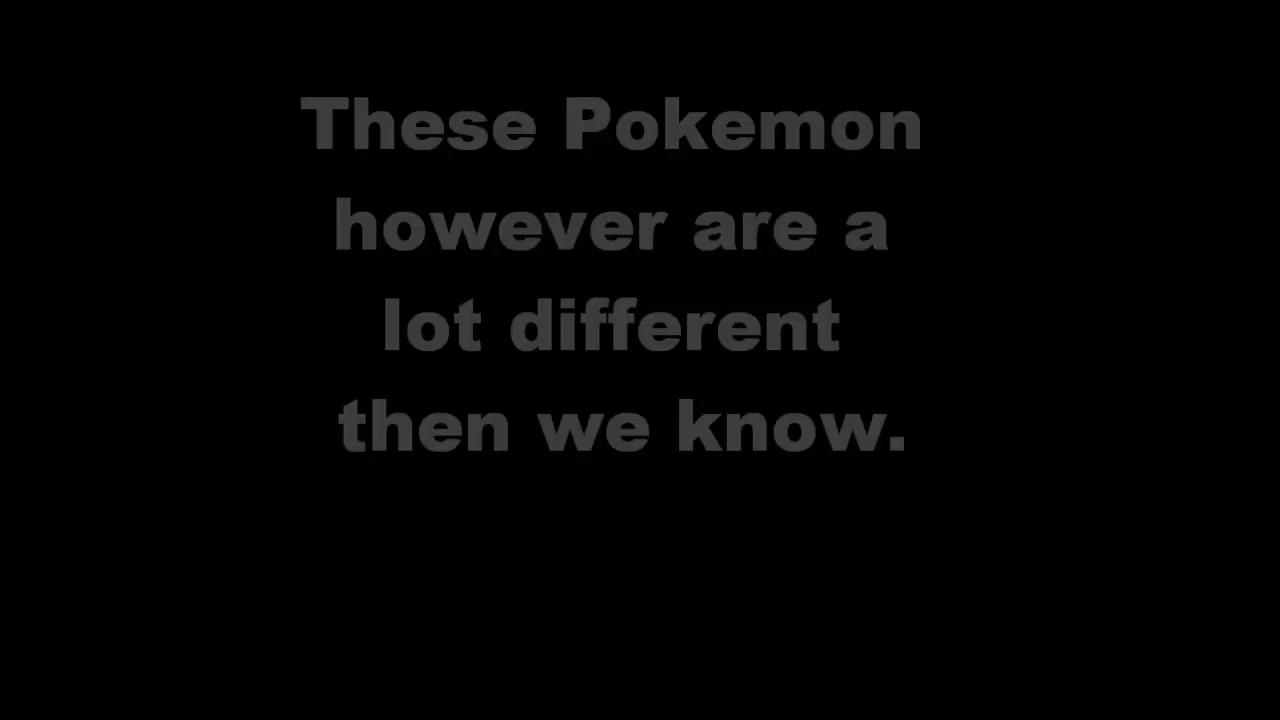 These Pokemon
however are a
lot different
then we know.